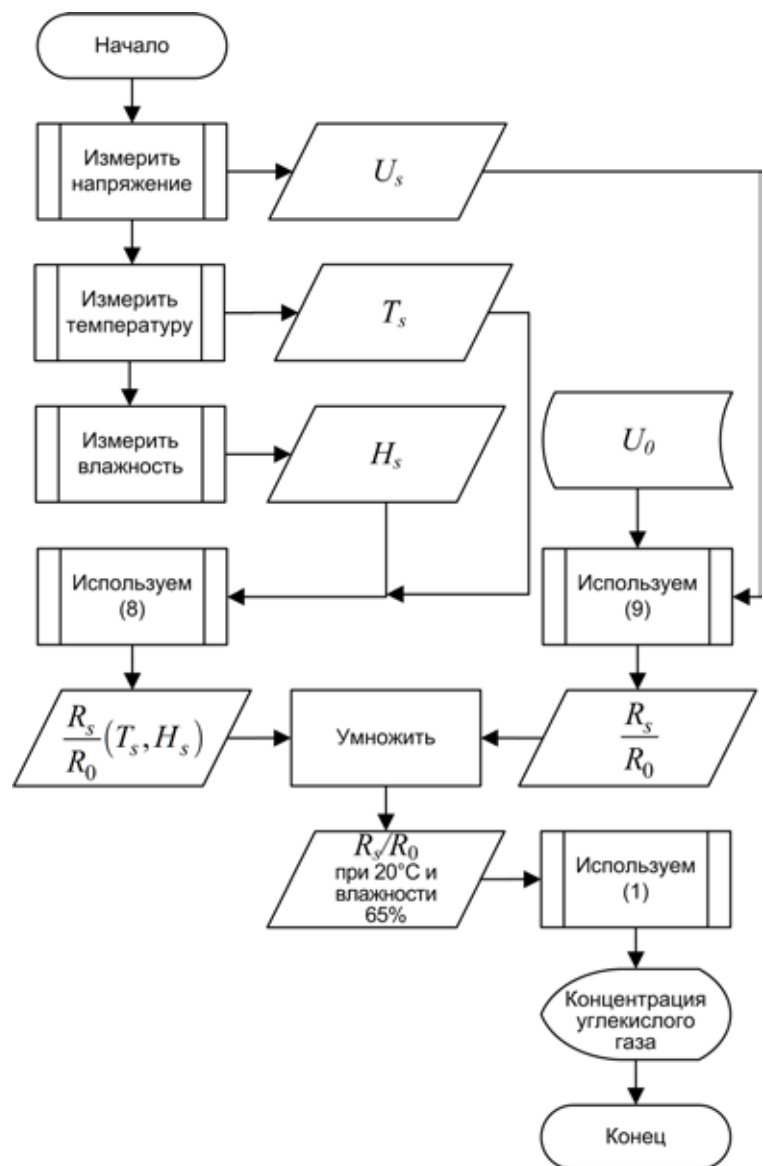 Начало
Измерить
напряжение
U_s
Измерить
температуру
T_s
Измерить
влажность
H_s
U_0
Используем
(8)
Используем
(9)
R_s/R_0 (T_s, H_s)
Умножить
R_s/R_0
R_s/R_0
при 20°C и
влажности
65%
Используем
(1)
Концентрация
углекислого
газа
Конец